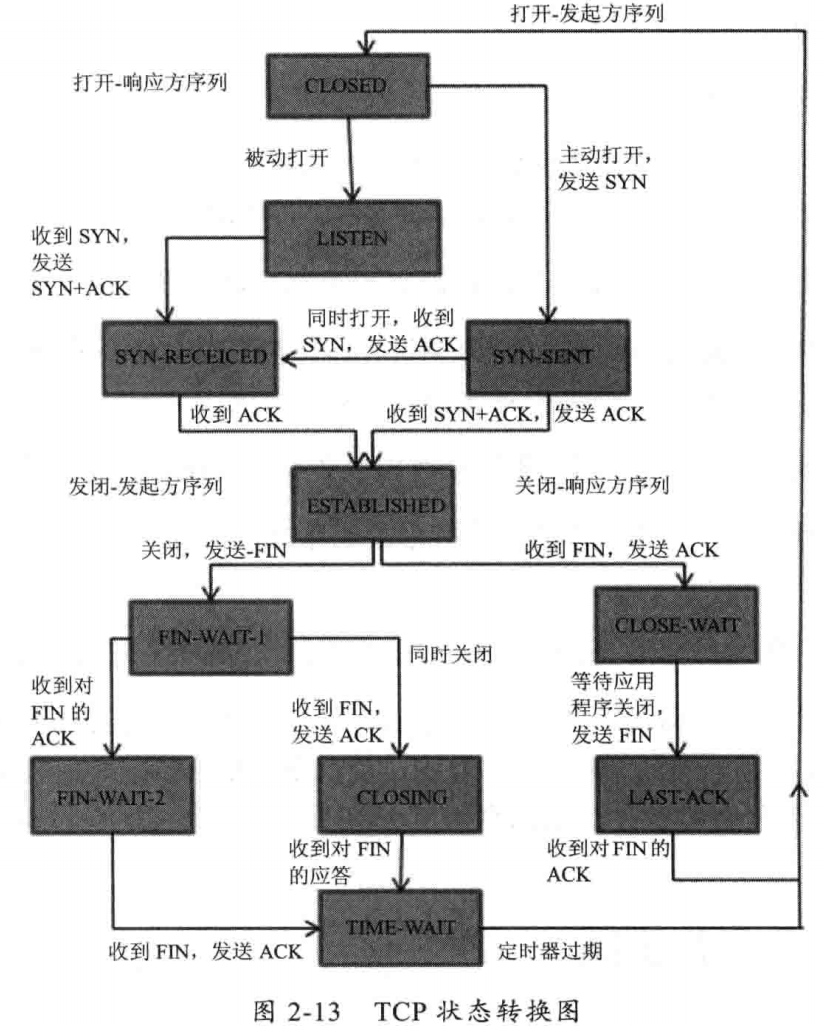 打开-发起方序列
打开-响应方序列
CLOSED
被动打开
主动打开，
发送 SYN
LISTEN
收到 SYN，
发送
SYN+ACK
同时打开，收到
SYN，发送 ACK
SYN-RECEICED
SYN-SENT
收到 ACK
收到 SYN+ACK，发送 ACK
发闭-发起方序列
关闭-响应方序列
ESTABLISHED
关闭，发送-FIN
收到 FIN，发送 ACK
FIN-WAIT-1
CLOSE-WAIT
同时关闭
收到对
FIN 的
ACK
收到 FIN，
发送 ACK
等待应用
程序关闭，
发送 FIN
FIN-WAIT-2
CLOSING
LAST-ACK
收到对 FIN
的应答
收到对 FIN 的
ACK
TIME-WAIT
收到 FIN，发送 ACK
定时器过期
图 2-13 TCP 状态转换图